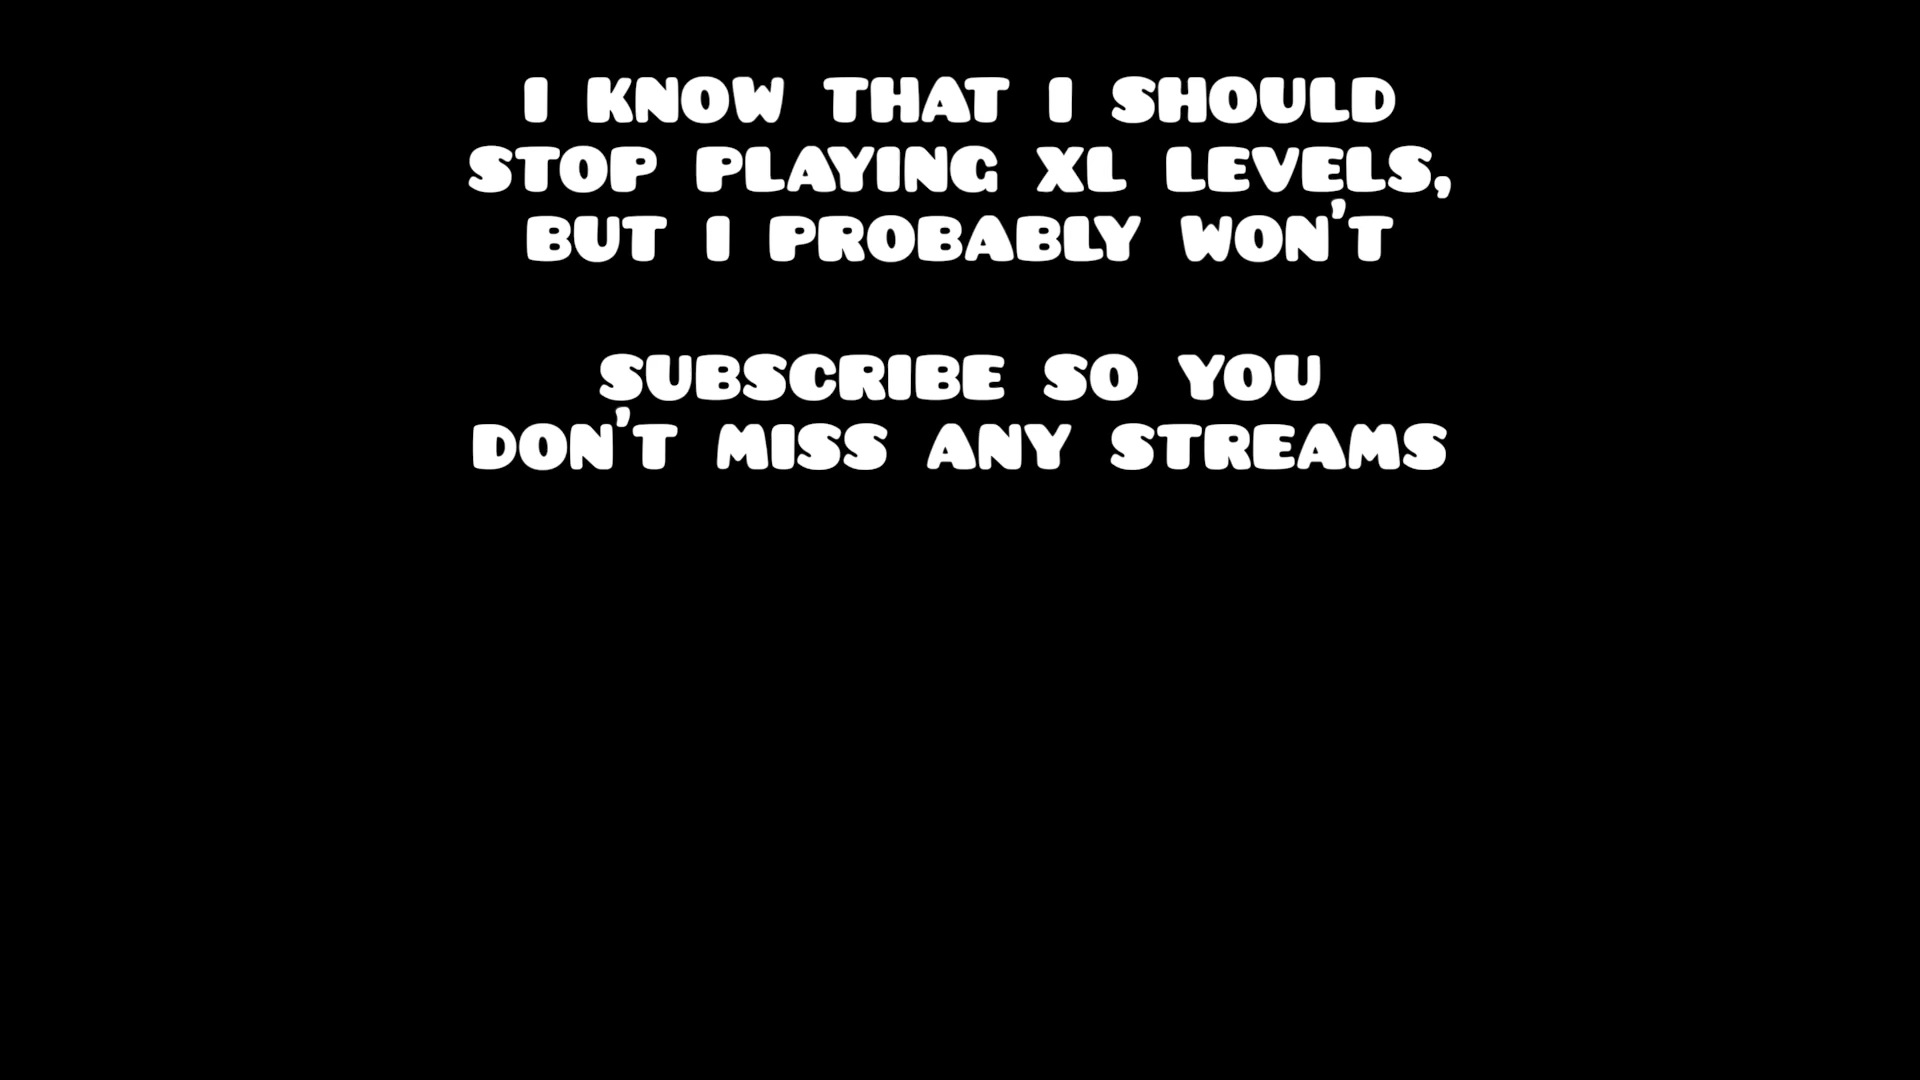 I KNOW THAT I SHOULD
STOP PLAYING XL LEVELS,
BUT I PROBABLY WON'T
SUBSCRIBE SO YOU
DON'T MISS ANY STREAMS